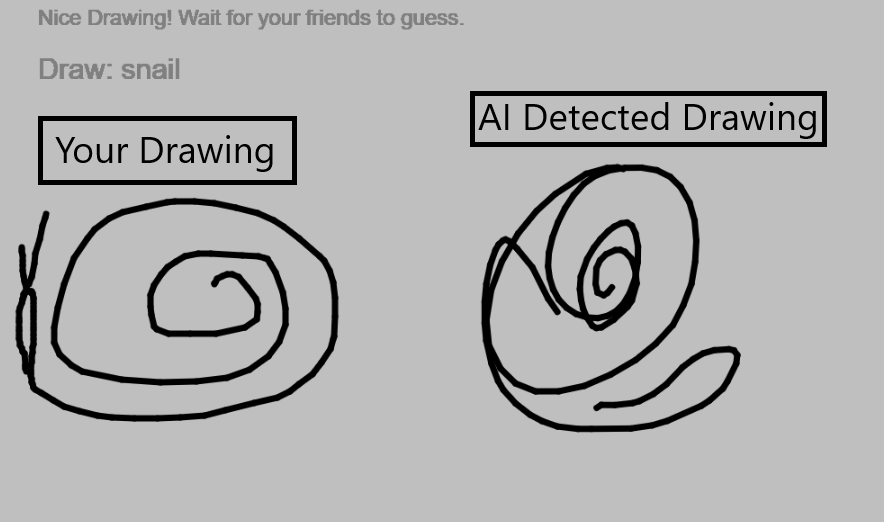 Nice Drawing! Wait for your friends to guess.
Draw: snail
Your Drawing
AI Detected Drawing